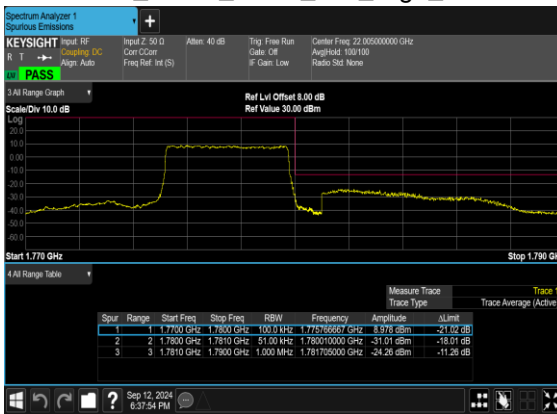 Spectrum Analyzer 1
Spurious Emissions
KEYSIGHT Input: RF Input Z: 50 Ω Atten: 40 dB Trig: Free Run Center Freq: 22.005000000 GHz
R T Coupling: DC Corr CCorr Gate: Off Avg|Hold: 100/100
Align: Auto Freq Ref: Int (S) IF Gain: Low Radio Std: None
LV PASS
3 All Range Graph
Ref Lvl Offset 8.00 dB
Scale/Div 10.0 dB Ref Value 30.00 dBm
Log
20.0
10.0
0.00
-10.0
-20.0
-30.0
-40.0
-50.0
-60.0
Start 1.770 GHz Stop 1.790 GH
4 All Range Table
Measure Trace Trace 1
Trace Type Trace Average (Active
Spur Range Start Freq Stop Freq RBW Frequency Amplitude ΔLimit
1 1 1.7700 GHz 1.7800 GHz 100.0 kHz 1.775766667 GHz 8.978 dBm -21.02 dB
2 2 1.7800 GHz 1.7810 GHz 51.00 kHz 1.780010000 GHz -31.01 dBm -18.01 dB
3 3 1.7810 GHz 1.7900 GHz 1.000 MHz 1.781705000 GHz -24.26 dBm -11.26 dB
? Sep 12, 2024
6:37:54 PM